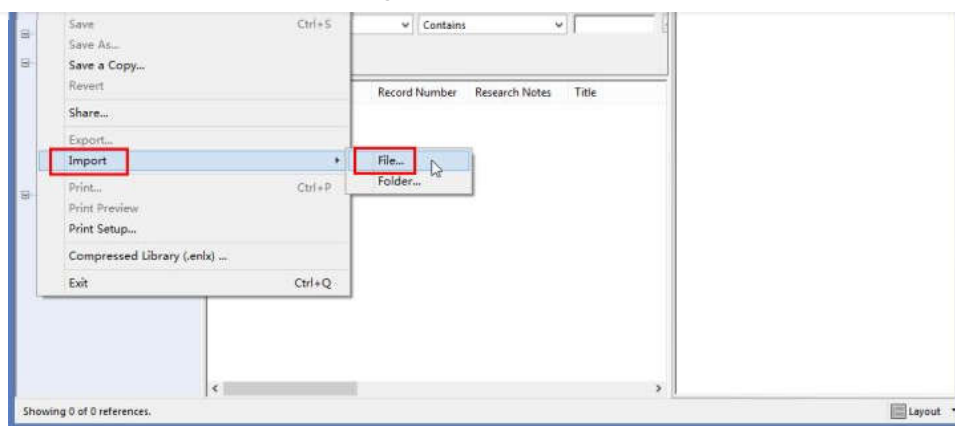 Save Ctrl+S
Contains
Save As...
Save a Copy...
Revert
Record Number Research Notes Title
Share...
Export...
Import
File...
Print... Ctrl+P
Folder...
Print Preview
Print Setup...
Compressed Library (.enlx) ...
Exit Ctrl+Q
Showing 0 of 0 references. Layout